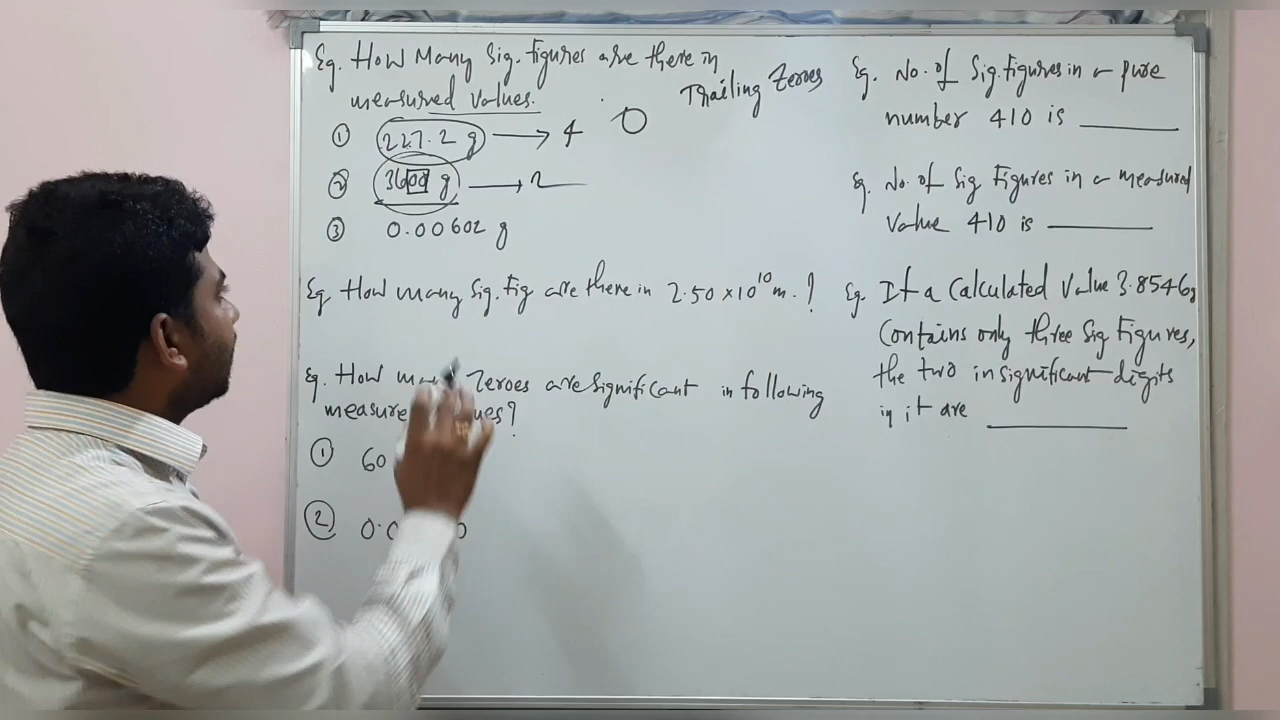 Eg. How Many Sig. figures are there in
measured values.
Trailing Zeroes
① 227.2 g → 4
② 3600 g → 2
③ 0.00602 g
Eg How many Sig. Fig are there in 2.50 × 10¹⁰ m. ?
Eg. How Zeroes are Significant in following
① 60
②
Eg. No. of Sig. figures in a pure
number 410 is ______
Eg. No. of Sig Figures in a measured
Value 410 is ______
Eg. If a Calculated Value 3.8546g
Contains only three Sig Figures,
the two insignificant digits
in it are ______